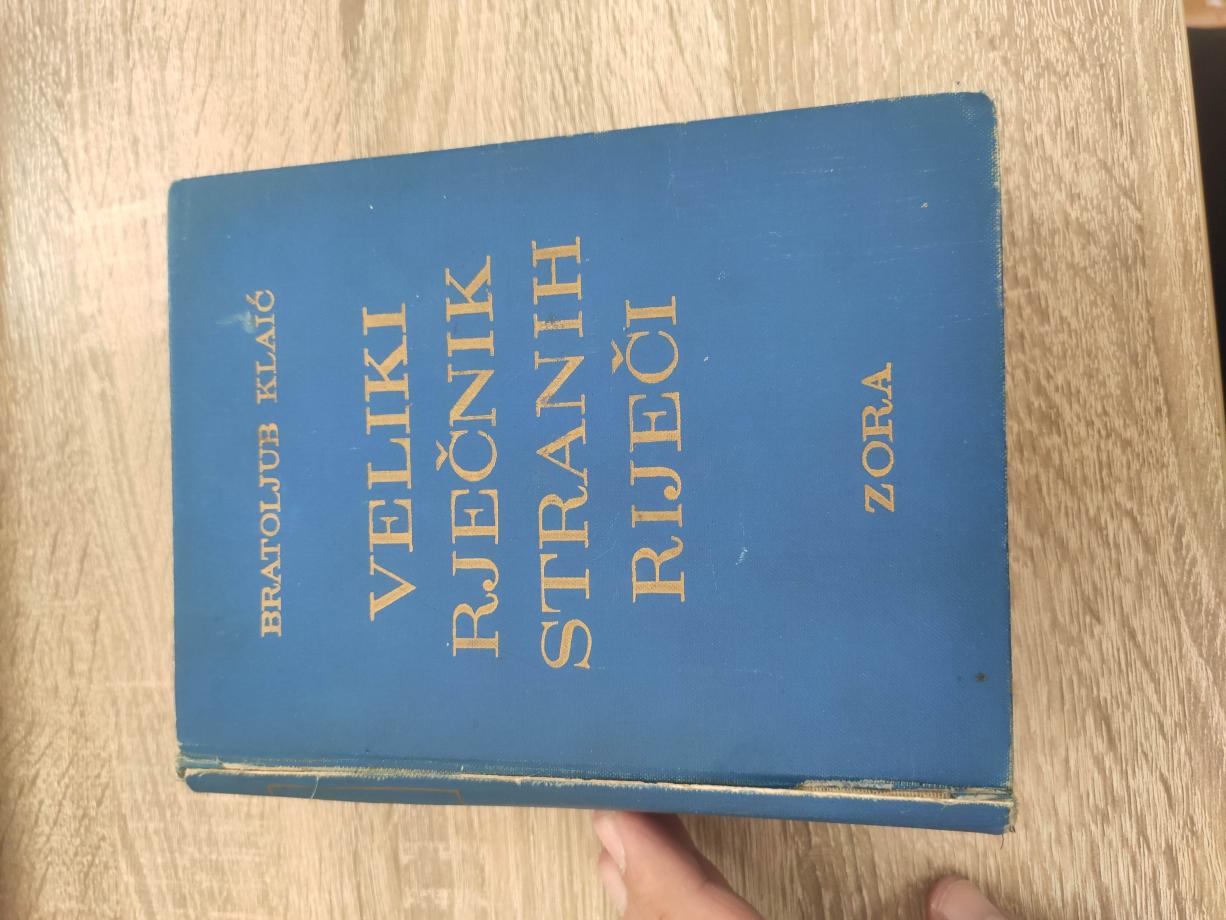 BRATOLJUB KLAIĆ
VELIKI
RJEČNIK
STRANIH
RIJEČI
ZORA